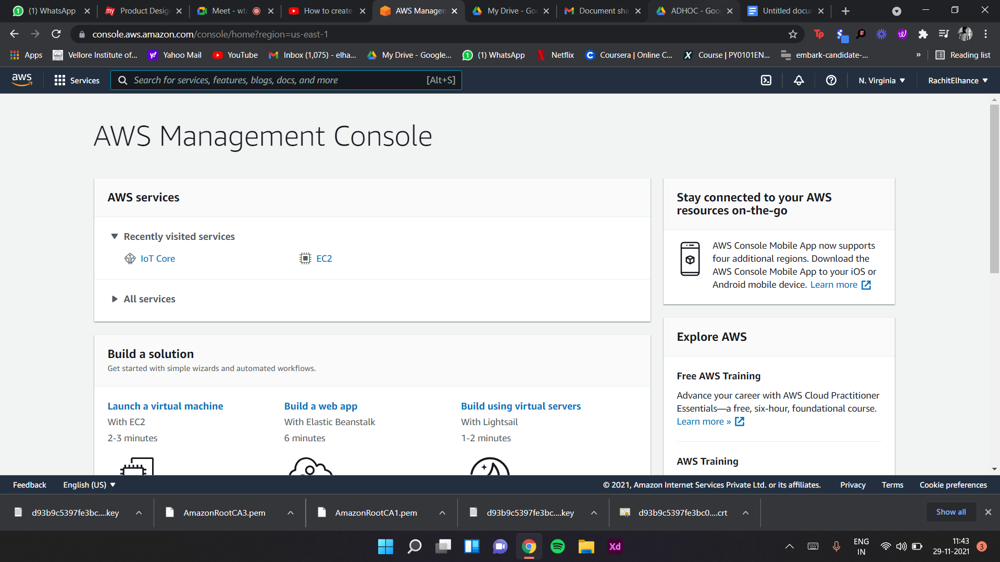 (1) WhatsApp
Product Desig
Meet - wt
How to create
AWS Managem
My Drive - Go
Document sha
ADHOC - Goo
Untitled docu
console.aws.amazon.com/console/home?region=us-east-1
Apps
Vellore Institute of...
Yahoo Mail
YouTube
Inbox (1,075) - elha...
My Drive - Google...
(1) WhatsApp
Netflix
Coursera | Online C...
Course | PY0101EN...
embark-candidate-...
»
Reading list
aws
Services
Search for services, features, blogs, docs, and more
[Alt+S]
N. Virginia
RachitElhance
AWS Management Console
AWS services
Recently visited services
IoT Core
EC2
All services
Build a solution
Get started with simple wizards and automated workflows.
Launch a virtual machine
With EC2
2-3 minutes
Build a web app
With Elastic Beanstalk
6 minutes
Build using virtual servers
With Lightsail
1-2 minutes
Stay connected to your AWS
resources on-the-go
AWS Console Mobile App now supports
four additional regions. Download the
AWS Console Mobile App to your iOS or
Android mobile device. Learn more
Explore AWS
Free AWS Training
Advance your career with AWS Cloud Practitioner
Essentials—a free, six-hour, foundational course.
Learn more »
AWS Training
Feedback
English (US)
© 2021, Amazon Internet Services Private Ltd. or its affiliates.
Privacy
Terms
Cookie preferences
d93b9c5397fe3bc....key
AmazonRootCA3.pem
AmazonRootCA1.pem
d93b9c5397fe3bc....key
d93b9c5397fe3bc0....crt
Show all
Xd
ENG
IN
11:43
29-11-2021
3